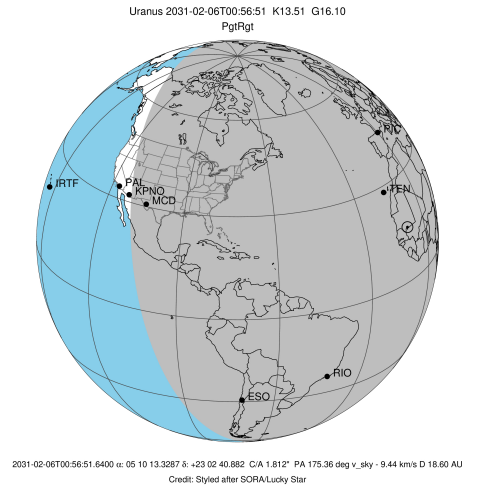 Uranus 2031-02-06T00:56:51 K13.51 G16.10
PgtRgt
PIC
IRTF
PAL
KPNO
MCD
TEN
RIO
ESO
2031-02-06T00:56:51.6400 α: 05 10 13.3287 δ: +23 02 40.882 C/A 1.812" PA 175.36 deg v_sky - 9.44 km/s D 18.60 AU
Credit: Styled after SORA/Lucky Star